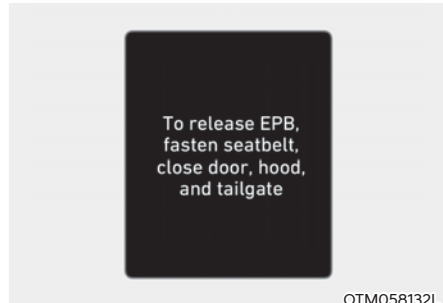 To release EPB,
fasten seatbelt,
close door, hood,
and tailgate
OTM058132L